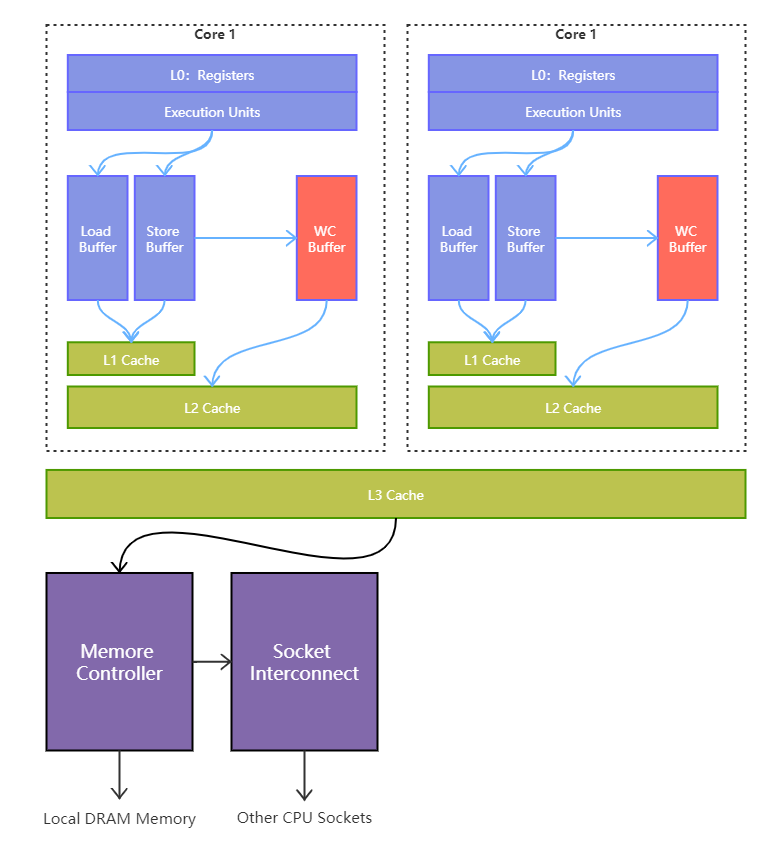 Core 1
L0：Registers
Execution Units
Load
Buffer
Store
Buffer
WC
Buffer
L1 Cache
L2 Cache
Core 1
L0：Registers
Execution Units
Load
Buffer
Store
Buffer
WC
Buffer
L1 Cache
L2 Cache
L3 Cache
Memore
Controller
Socket
Interconnect
Local DRAM Memory
Other CPU Sockets